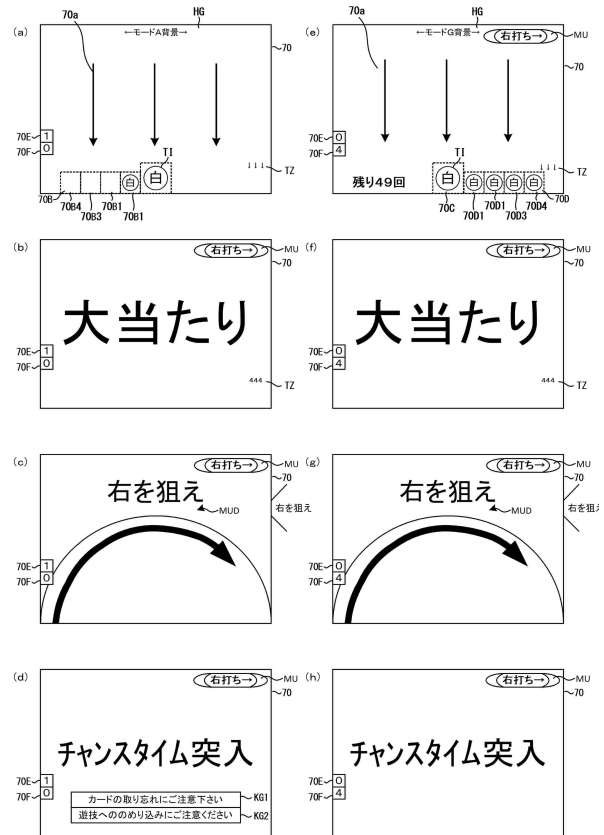 (a)
70a
←モードA背景→
HG
70
70E
1
70F
0
白
白
TI
↓↓↓
TZ
70B
70B4
70B3
70B1
70B1
(e)
70a
←モードG背景→
HG
右打ち→
MU
70
70E
0
70F
4
残り49回
白
TI
白
白
白
白
↓↓↓
TZ
70C
70D1
70D1
70D3
70D4
70D
(b)
右打ち→
MU
70
大当たり
70E
1
70F
0
444
TZ
(f)
右打ち→
MU
70
大当たり
70E
0
70F
4
444
TZ
(c)
右打ち→
MU
70
右を狙え
MUD
右を狙え
70E
1
70F
0
(g)
右打ち→
MU
70
右を狙え
MUD
右を狙え
70E
0
70F
4
(d)
右打ち→
MU
70
チャンスタイム突入
70E
1
70F
0
カードの取り忘れにご注意下さい
KG1
遊技へののめり込みにご注意ください
KG2
(h)
右打ち→
MU
70
チャンスタイム突入
70E
0
70F
4